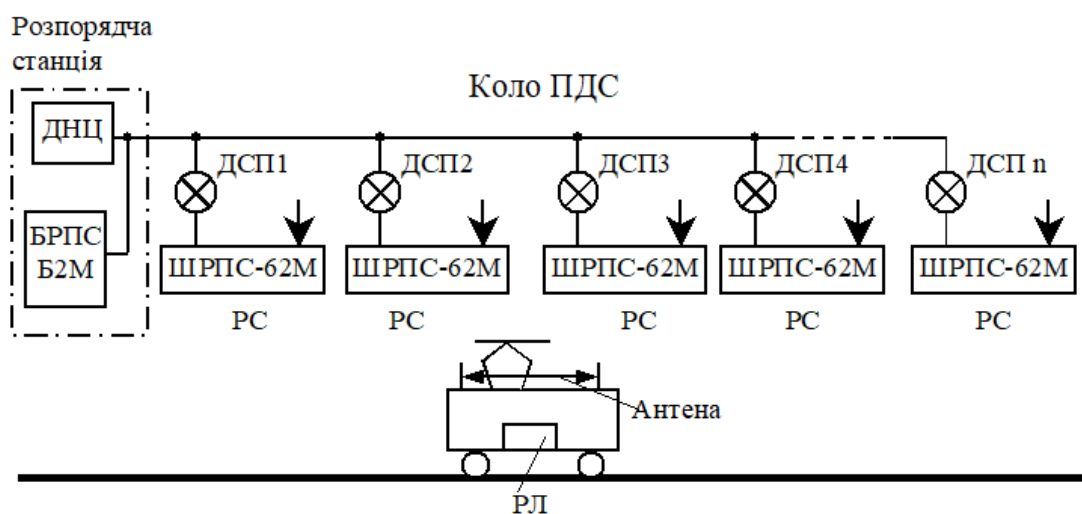 Розпорядча
станція
Коло ПДС
ДНЦ
ДСП1
ДСП2
ДСП3
ДСП4
ДСП n
БРПС
Б2М
ШРПС-62М
ШРПС-62М
ШРПС-62М
ШРПС-62М
ШРПС-62М
РС
РС
РС
РС
РС
Антена
РЛ